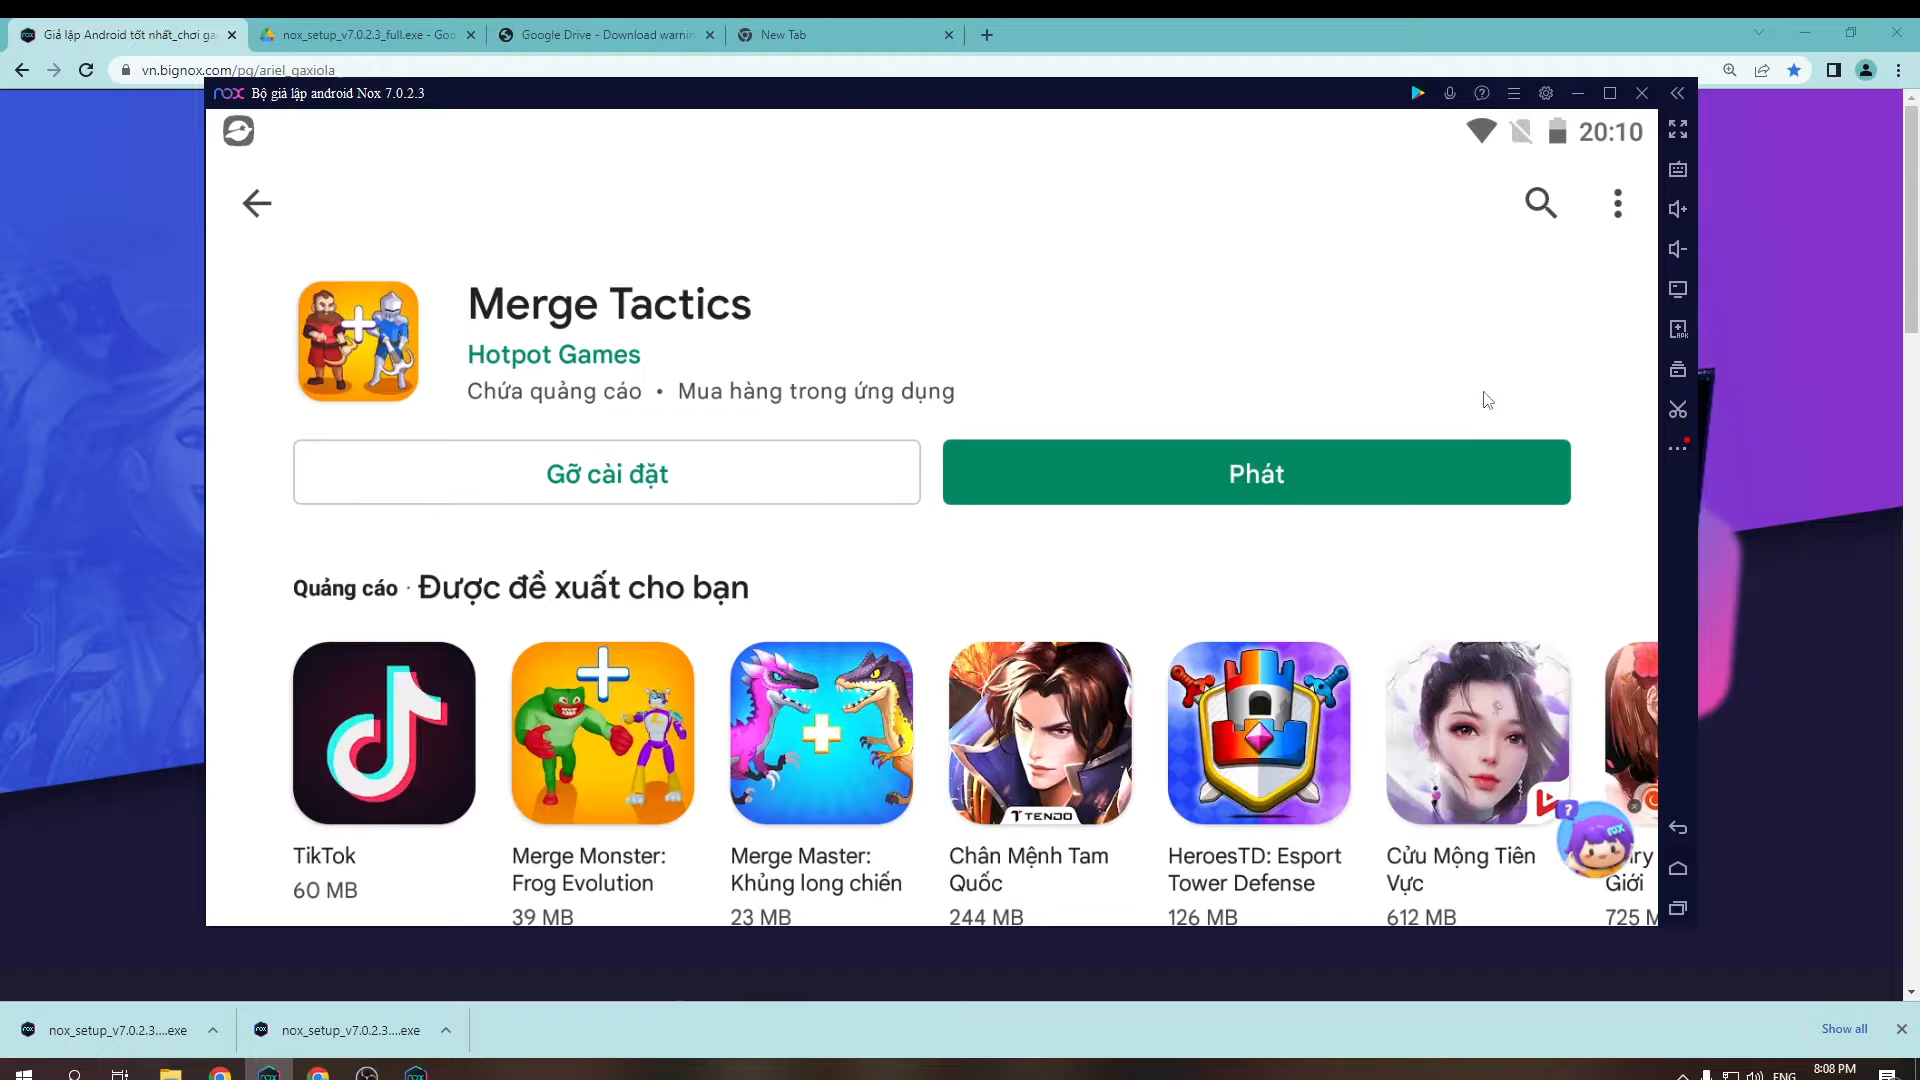 Giả lập Android tốt nhất_chơi ga
nox_setup_v7.0.2.3_full.exe - Goo
Google Drive - Download warnin
New Tab
vn.bignox.com/pg/ariel_gaxiola
nox Bộ giả lập android Nox 7.0.2.3
20:10
Merge Tactics
Hotpot Games
Chứa quảng cáo • Mua hàng trong ứng dụng
Gỡ cài đặt
Phát
Quảng cáo · Được đề xuất cho bạn
TENDO
TikTok
60 MB
Merge Monster:
Frog Evolution
39 MB
Merge Master:
Khủng long chiến
23 MB
Chân Mệnh Tam
Quốc
244 MB
HeroesTD: Esport
Tower Defense
126 MB
Cửu Mộng Tiên
Vực
612 MB
Giới
725 M
nox_setup_v7.0.2.3....exe
nox_setup_v7.0.2.3....exe
Show all
ENG
8:08 PM